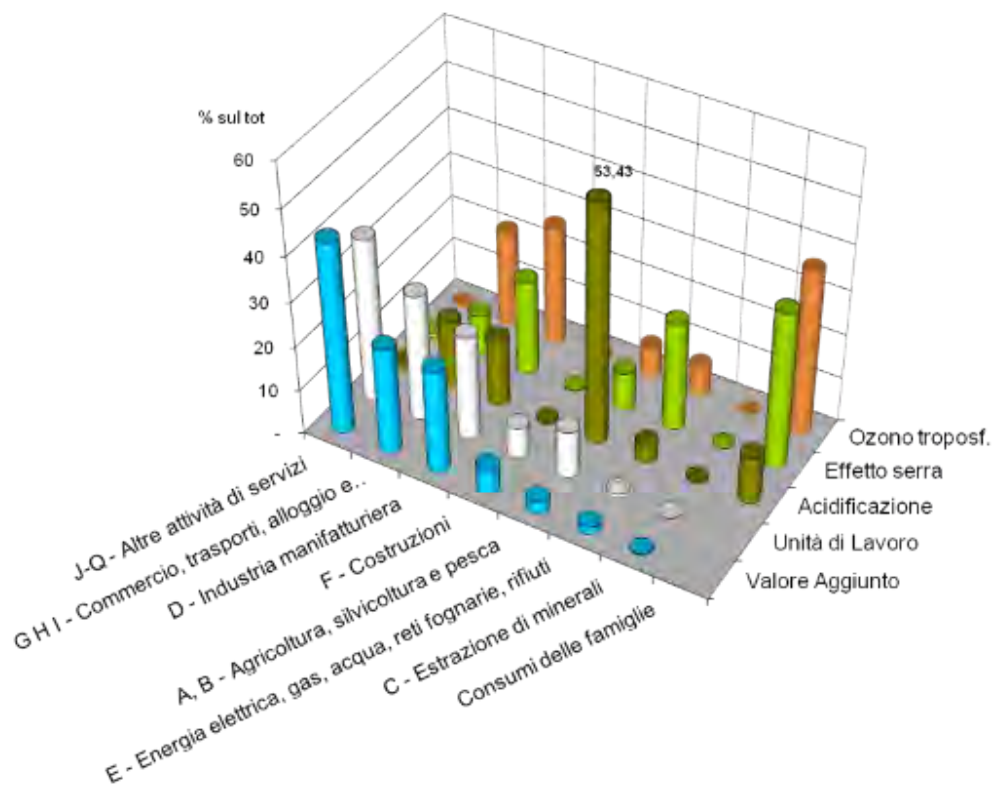 % sul tot
60
50
40
30
20
10
-
53,43
J-Q - Altre attività di servizi
G H I - Commercio, trasporti, alloggio e..
D - Industria manifatturiera
F - Costruzioni
A, B - Agricoltura, silvicoltura e pesca
E - Energia elettrica, gas, acqua, reti fognarie, rifiuti
C - Estrazione di minerali
Consumi delle famiglie
Ozono troposf.
Effetto serra
Acidificazione
Unità di Lavoro
Valore Aggiunto